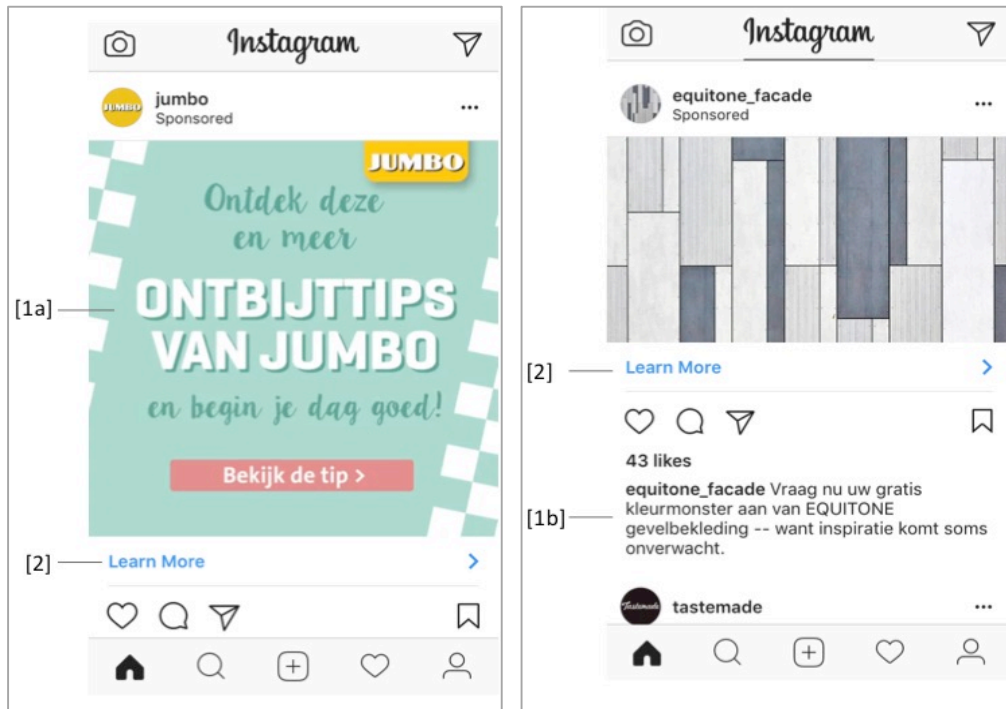 Instagram
JUMBO
jumbo
Sponsored
JUMBO
Ontdek deze
en meer
[1a]
ONTBIJTTIPS
VAN JUMBO
en begin je dag goed!
Bekijk de tip >
[2]
Learn More
Instagram
equitone_facade
Sponsored
[2]
Learn More
43 likes
equitone_facade Vraag nu uw gratis
kleurmonster aan van EQUITONE
[1b]
gevelbekleding -- want inspiratie komt soms
onverwacht.
Tastemade
tastemade